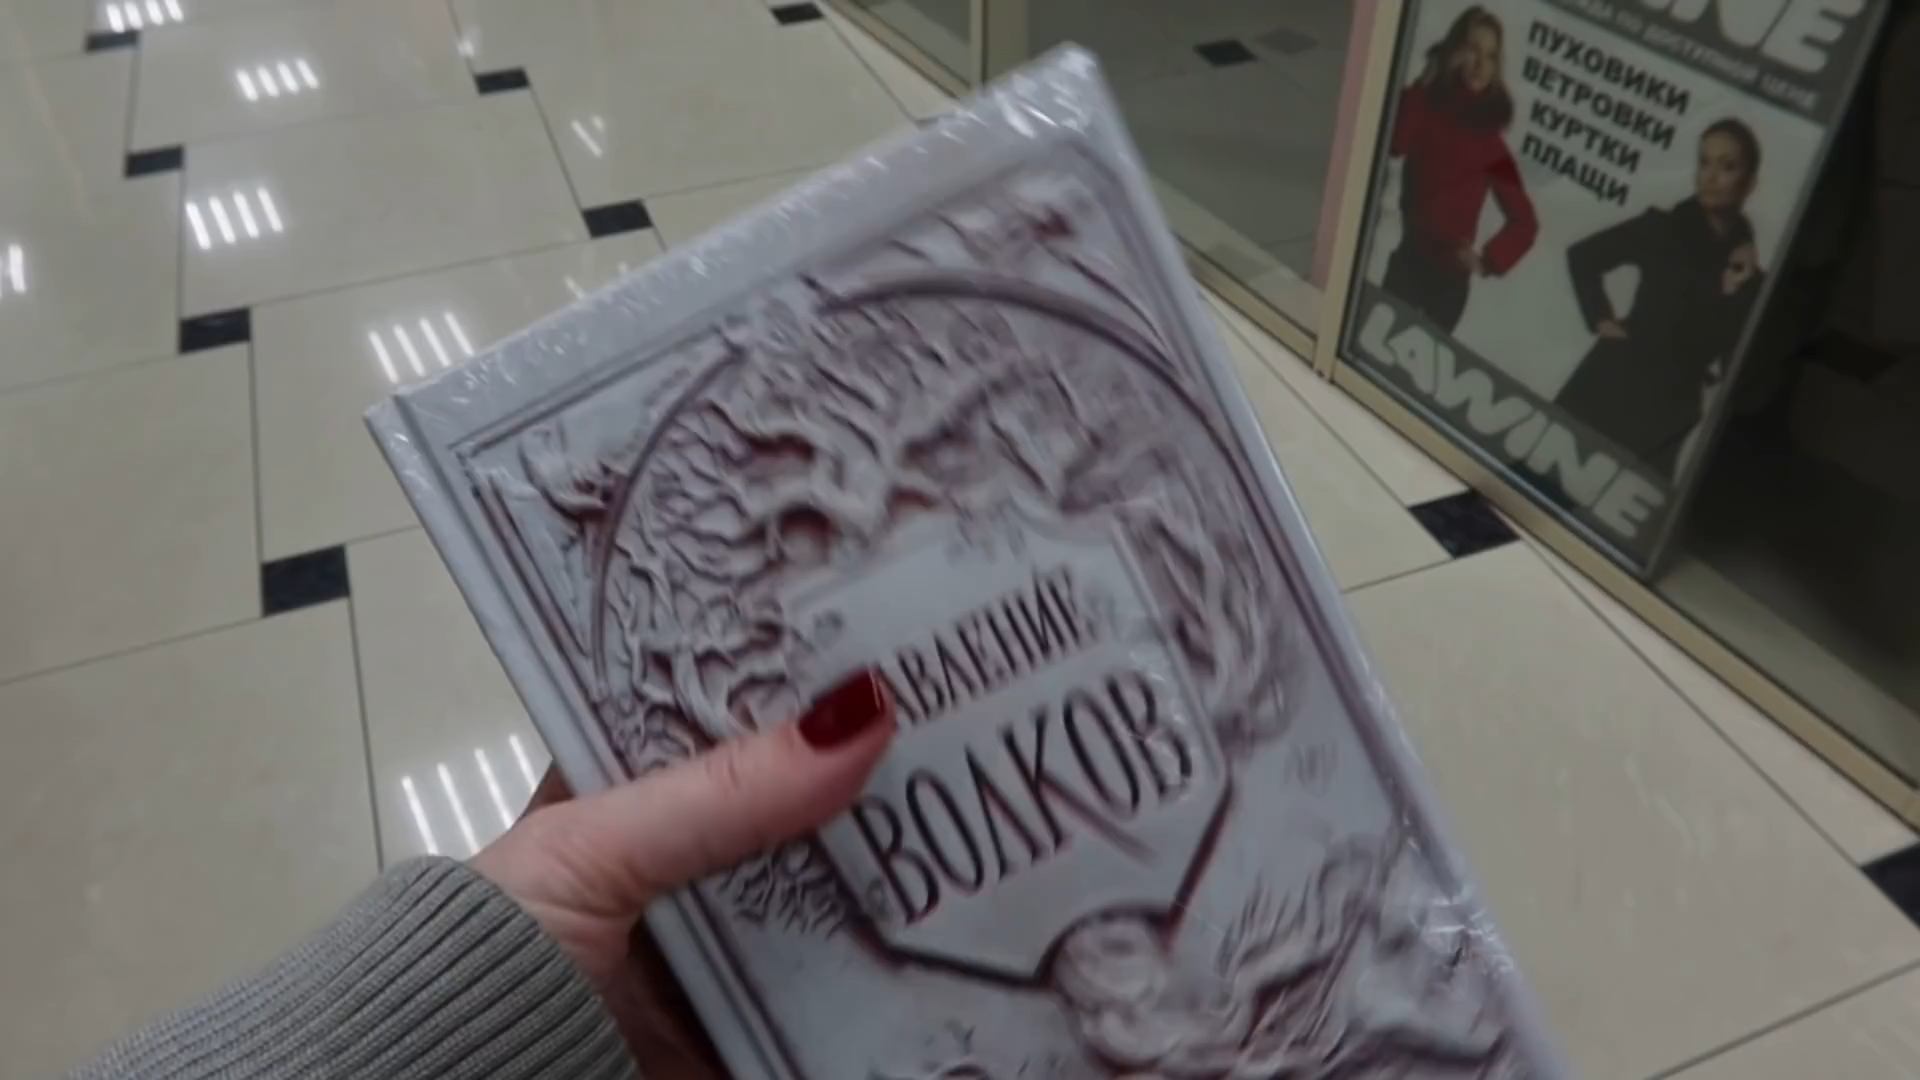 АВЛЕНИЕ
ВОЛКОВ
ПУХОВИКИ
ВЕТРОВКИ
КУРТКИ
ПЛАЩИ
LAWINE